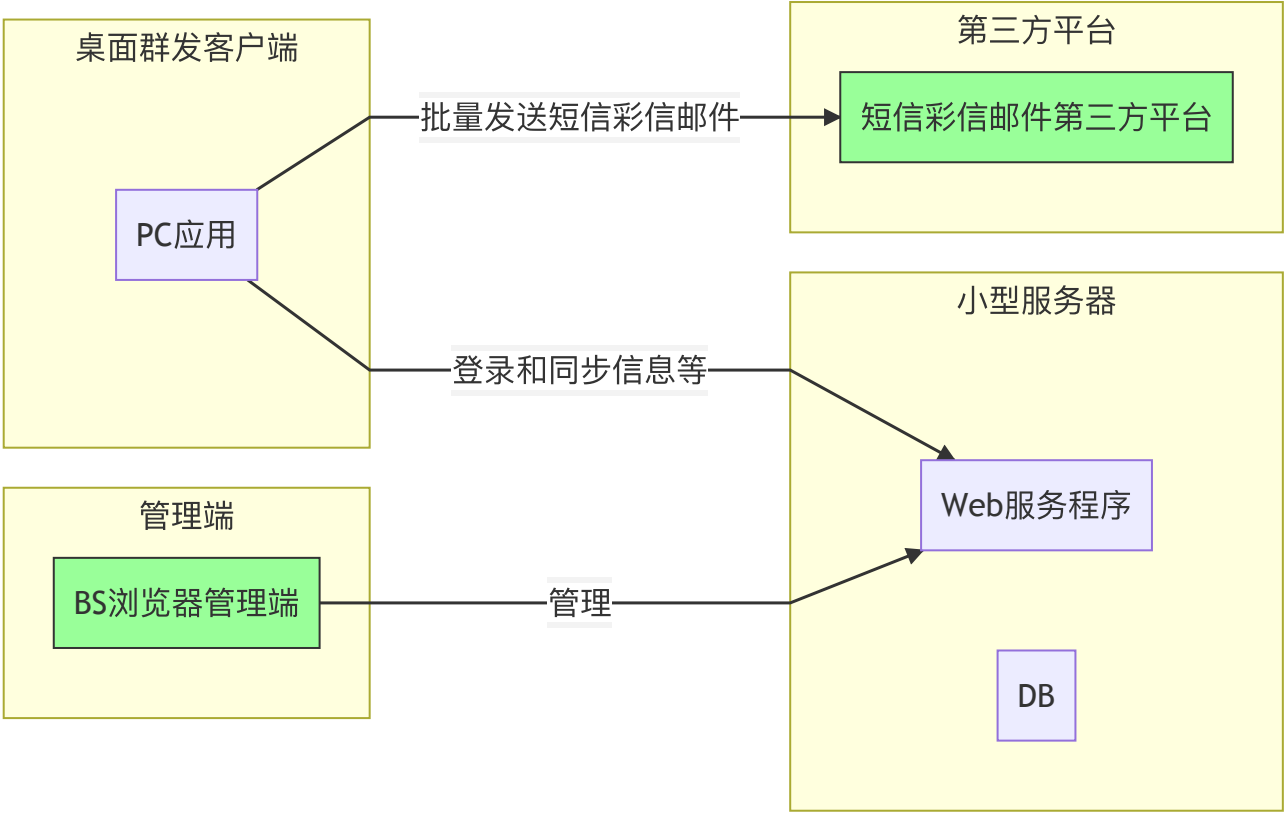 桌面群发客户端
PC应用
批量发送短信彩信邮件
第三方平台
短信彩信邮件第三方平台
登录和同步信息等
小型服务器
Web服务程序
管理端
BS浏览器管理端
管理
DB